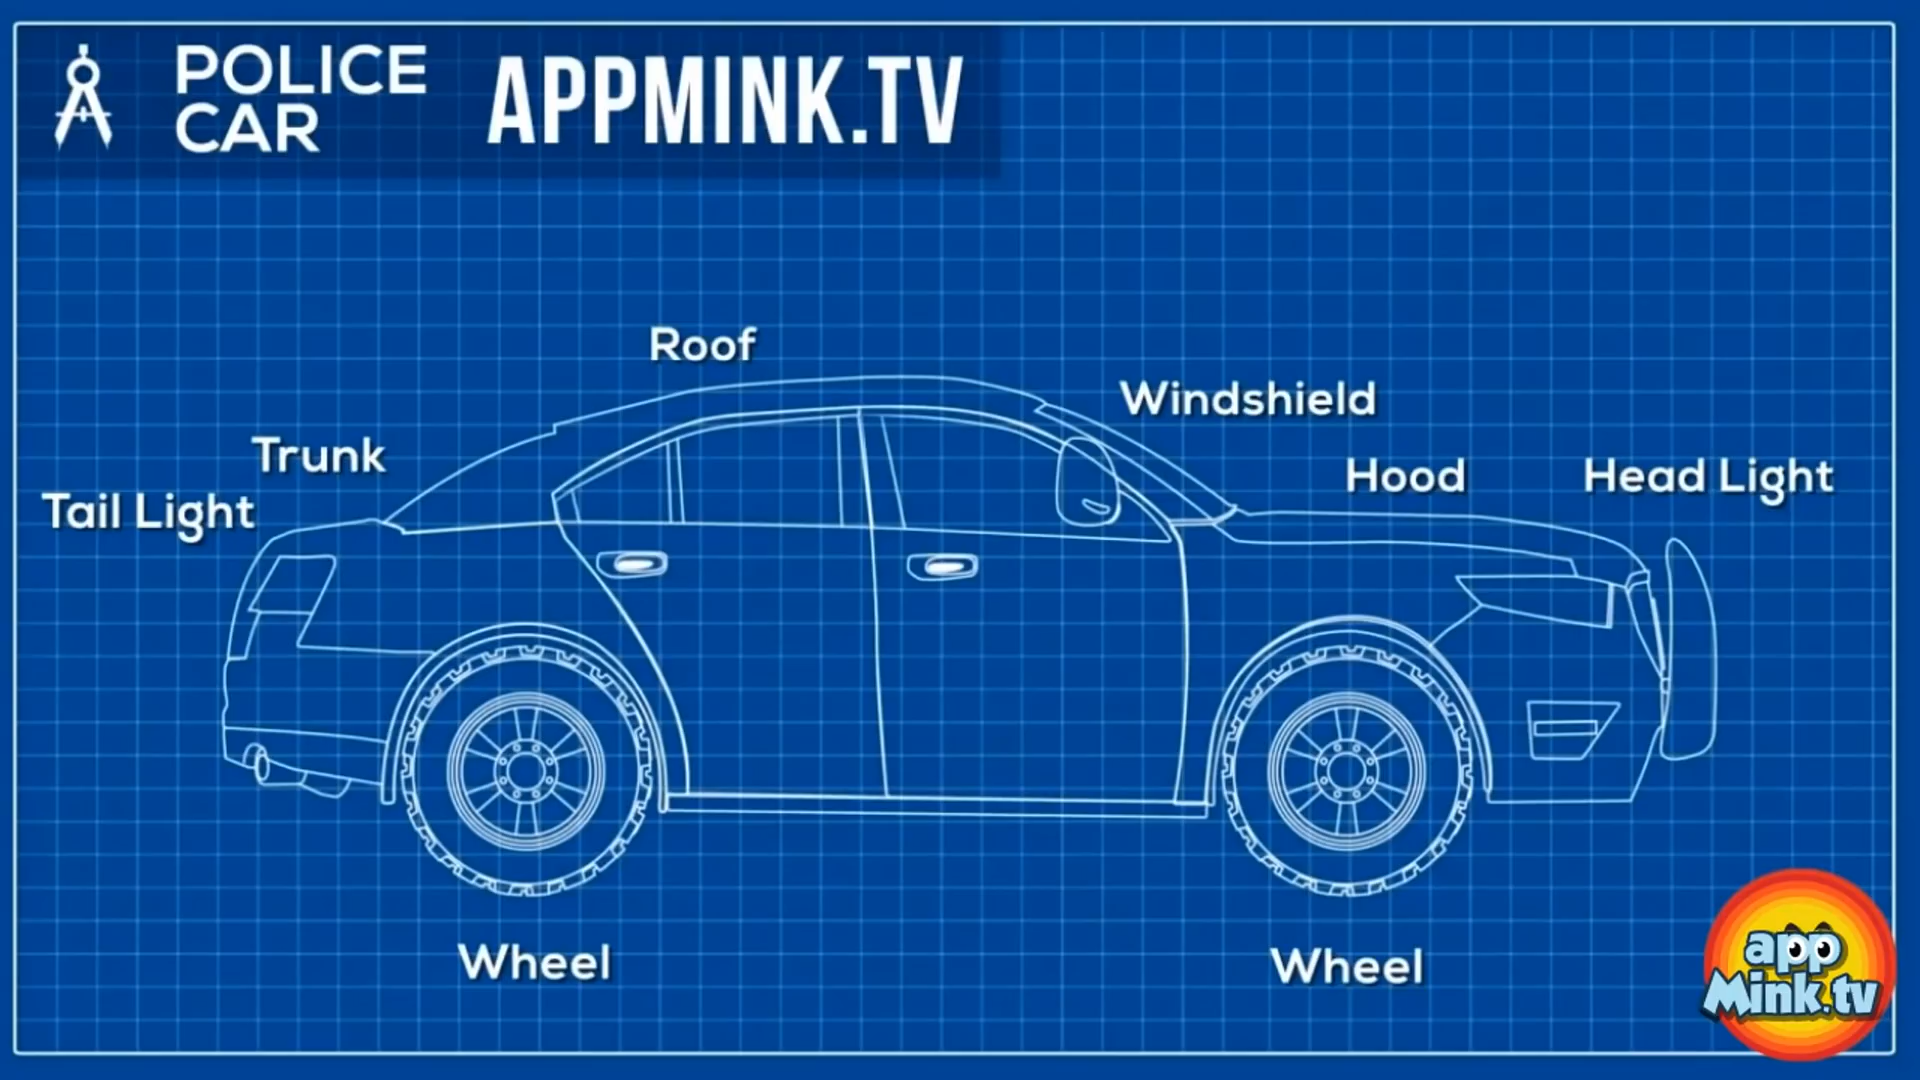 POLICE
CAR
APPMINK.TV
Roof
Windshield
Trunk
Hood
Head Light
Tail Light
Wheel
Wheel
app
Mink.tv